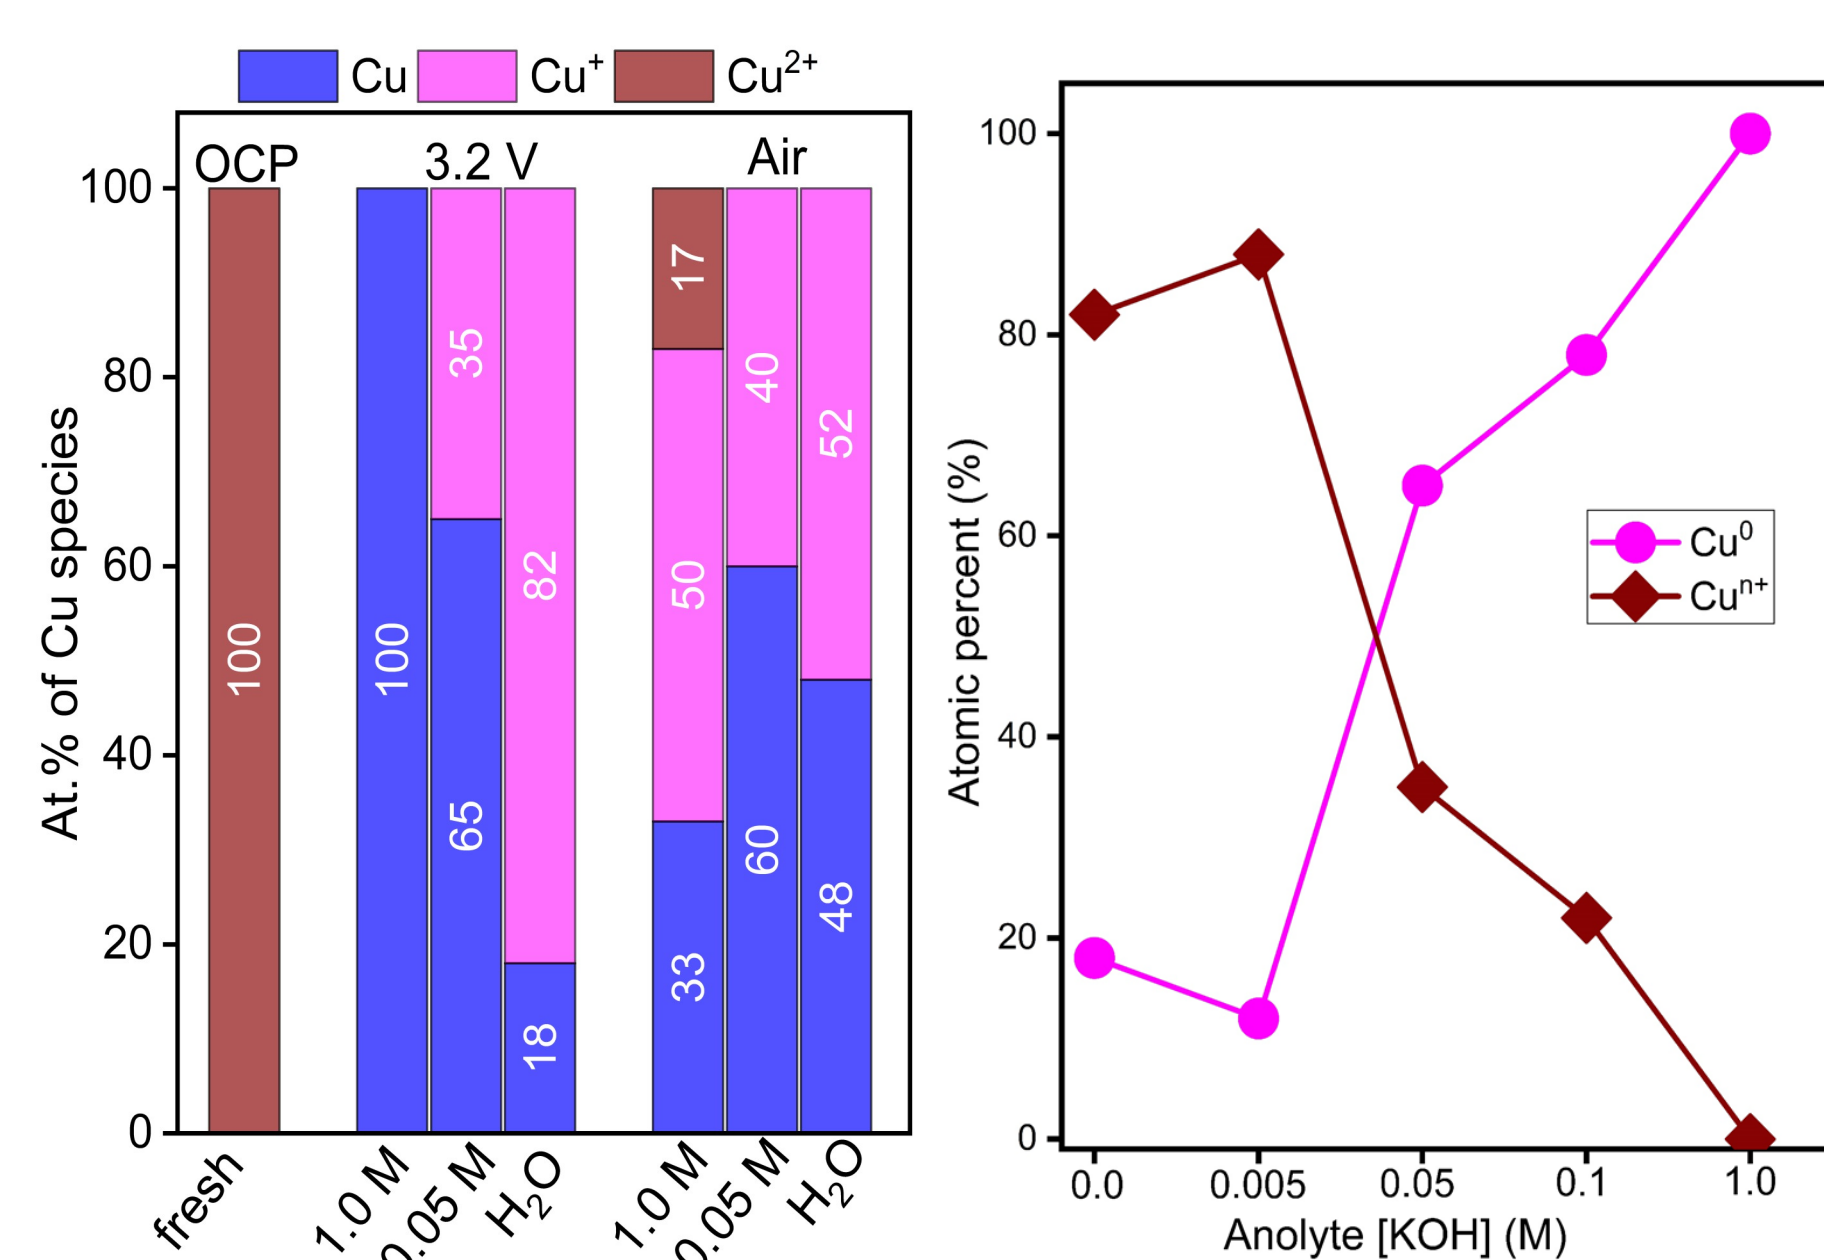 Cu Cu⁺ Cu²⁺
OCP 3.2 V Air
At.% of Cu species
100
80
60
40
20
0
100
100
35
65
82
18
17
50
33
40
60
52
48
fresh
1.0 M
0.05 M
H₂O
1.0 M
0.05 M
H₂O
Atomic percent (%)
100
80
60
40
20
0
Cu⁰
Cuⁿ⁺
0.0 0.005 0.05 0.1 1.0
Anolyte [KOH] (M)